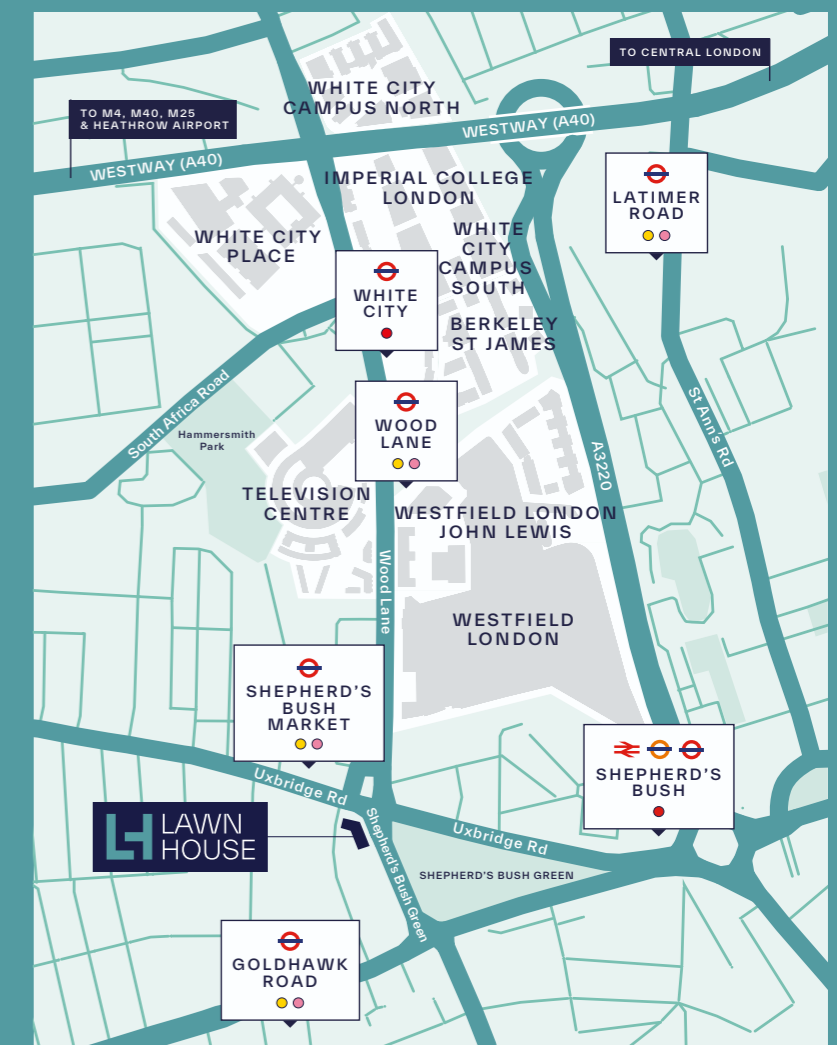 TO CENTRAL LONDON
WHITE CITY
CAMPUS NORTH
TO M4, M40, M25
& HEATHROW AIRPORT
WESTWAY (A40)
WESTWAY (A40)
IMPERIAL COLLEGE
LONDON
LATIMER
ROAD
WHITE CITY
PLACE
WHITE
CITY
CAMPUS
SOUTH
WHITE
CITY
BERKELEY
ST JAMES
South Africa Road
St Ann's Rd
Hammersmith
Park
WOOD
LANE
A3220
TELEVISION
CENTRE
WESTFIELD LONDON
JOHN LEWIS
Wood Lane
WESTFIELD
LONDON
SHEPHERD'S
BUSH
MARKET
SHEPHERD'S
BUSH
Uxbridge Rd
Uxbridge Rd
LH LAWN
HOUSE
Shepherd's Bush Green
SHEPHERD'S BUSH GREEN
GOLDHAWK
ROAD